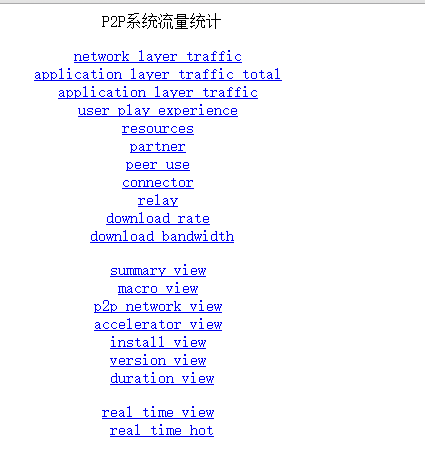 P2P系统流量统计
network layer traffic
application layer traffic total
application layer traffic
user play experience
resources
partner
peer use
connector
relay
download rate
download bandwidth
summary view
macro view
p2p network view
accelerator view
install view
version view
duration view
real time view
real time hot